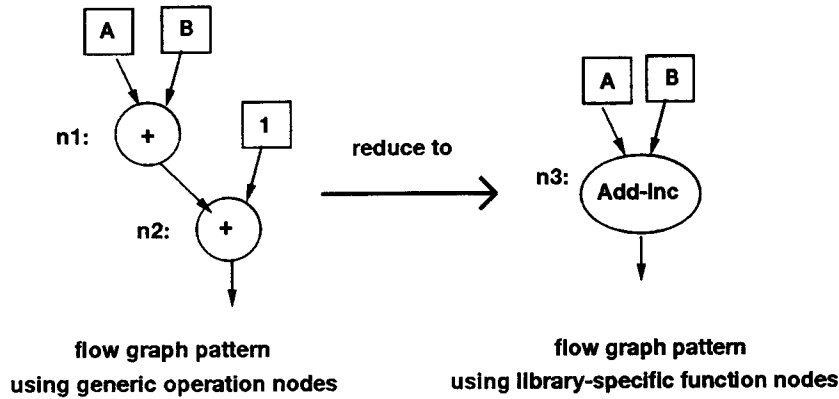 A B
A B
n1: + 1
reduce to
n3: Add-Inc
n2: +
flow graph pattern
using generic operation nodes
flow graph pattern
using library-specific function nodes